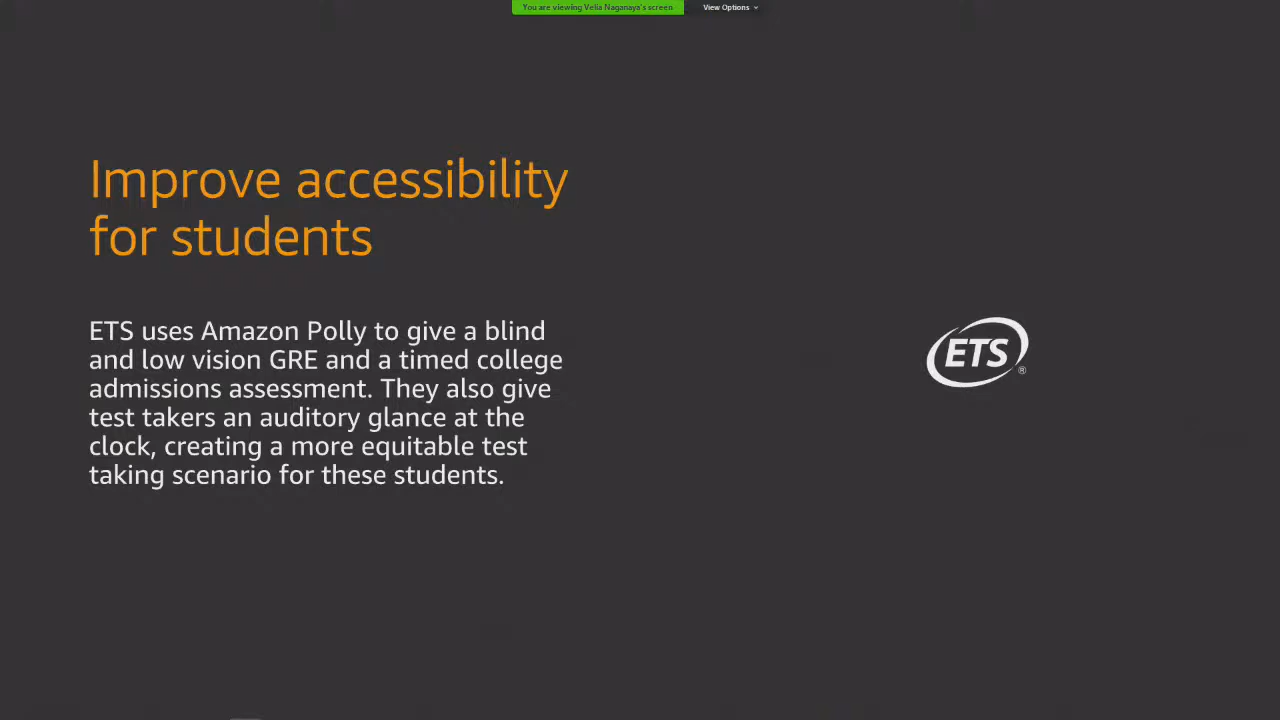 You are viewing Velia Naganaya's screen View Options
Improve accessibility
for students
ETS uses Amazon Polly to give a blind
and low vision GRE and a timed college
admissions assessment. They also give
test takers an auditory glance at the
clock, creating a more equitable test
taking scenario for these students.
ETS®